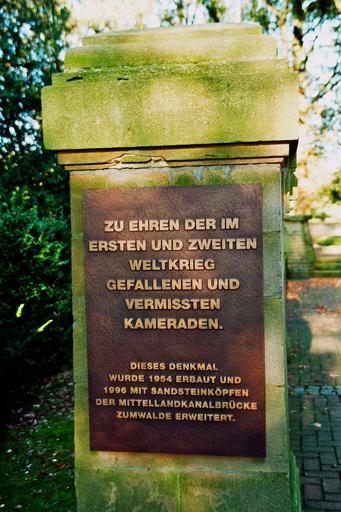 ZU EHREN DER IM
ERSTEN UND ZWEITEN
WELTKRIEG
GEFALLENEN UND
VERMISSTEN
KAMERADEN.
DIESES DENKMAL
WURDE 1954 ERBAUT UND
1996 MIT SANDSTEINKÖPFEN
DER MITTELLANDKANALBRÜCKE
ZUMWALDE ERWEITERT.